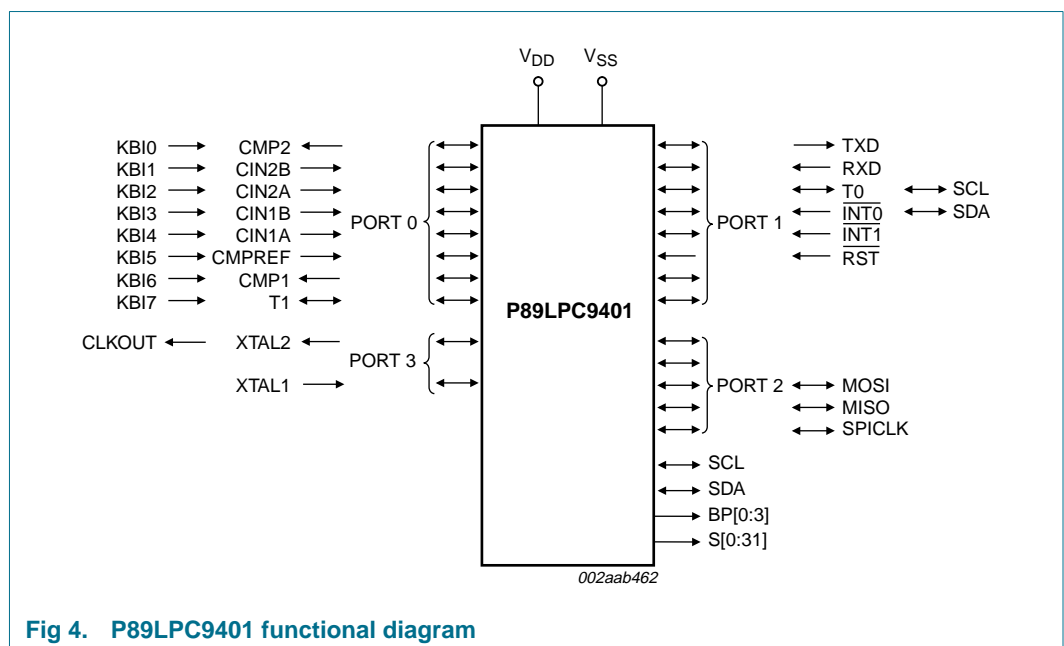 VDD VSS
KBI0 CMP2 TXD
KBI1 CIN2B RXD
KBI2 CIN2A T0 SCL
KBI3 CIN1B INT0 SDA
PORT 0 PORT 1
KBI4 CIN1A INT1
KBI5 CMPREF RST
KBI6 CMP1
KBI7 T1
P89LPC9401
CLKOUT XTAL2
PORT 3
XTAL1 PORT 2 MOSI
MISO
SPICLK
SCL
SDA
BP[0:3]
S[0:31]
002aab462
Fig 4. P89LPC9401 functional diagram